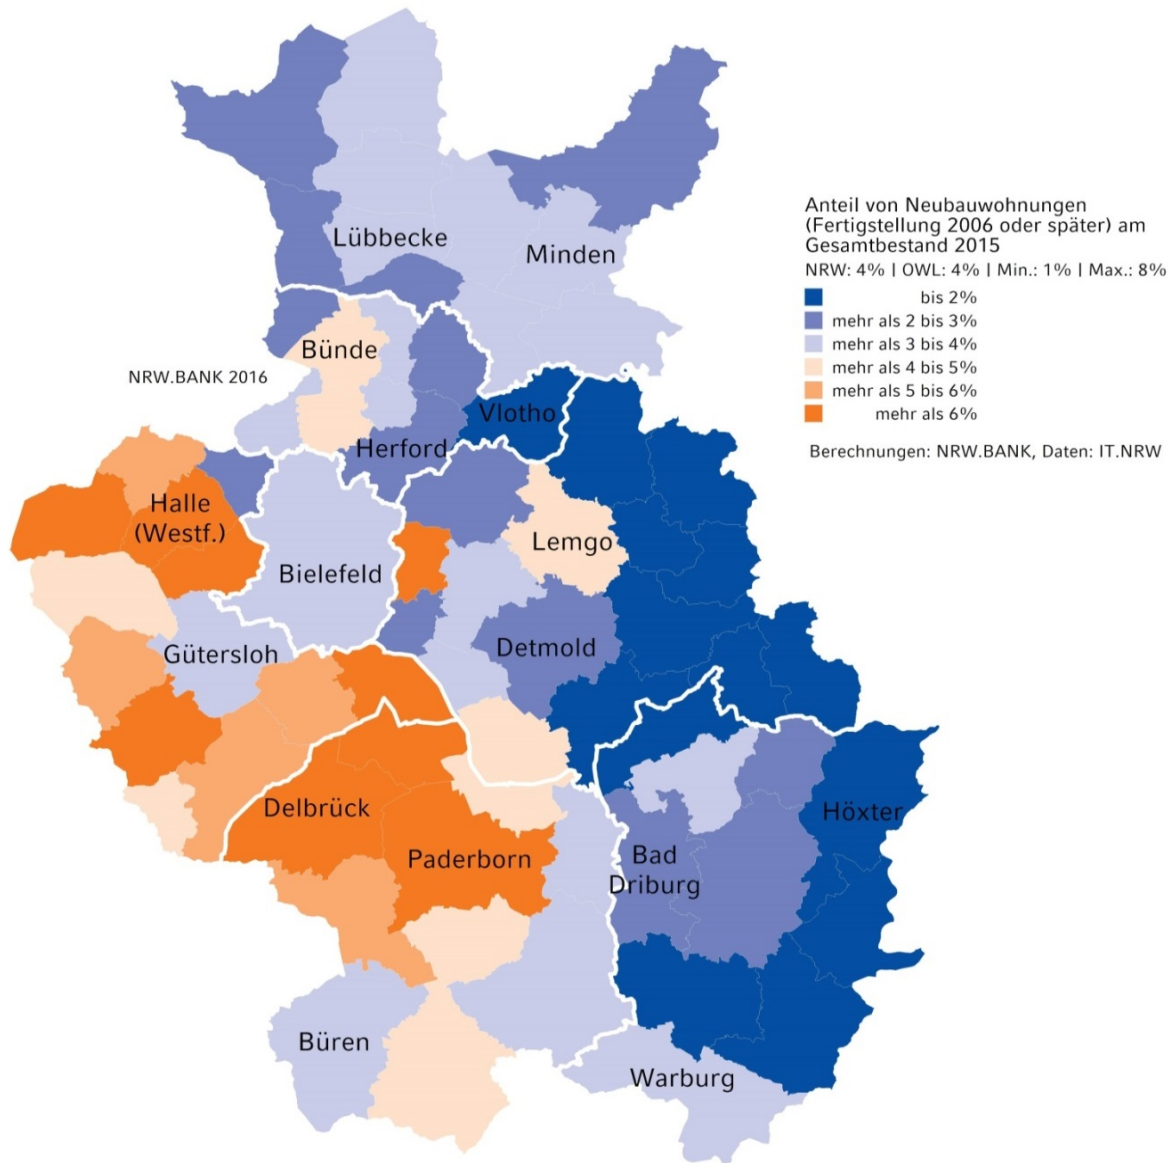 Lübbecke
Minden
Anteil von Neubauwohnungen
(Fertigstellung 2006 oder später) am
Gesamtbestand 2015
NRW: 4% | OWL: 4% | Min.: 1% | Max.: 8%
bis 2%
mehr als 2 bis 3%
mehr als 3 bis 4%
mehr als 4 bis 5%
mehr als 5 bis 6%
mehr als 6%
Berechnungen: NRW.BANK, Daten: IT.NRW
Bünde
NRW.BANK 2016
Vlotho
Herford
Halle
(Westf.)
Lemgo
Bielefeld
Detmold
Gütersloh
Delbrück
Höxter
Paderborn
Bad
Driburg
Büren
Warburg